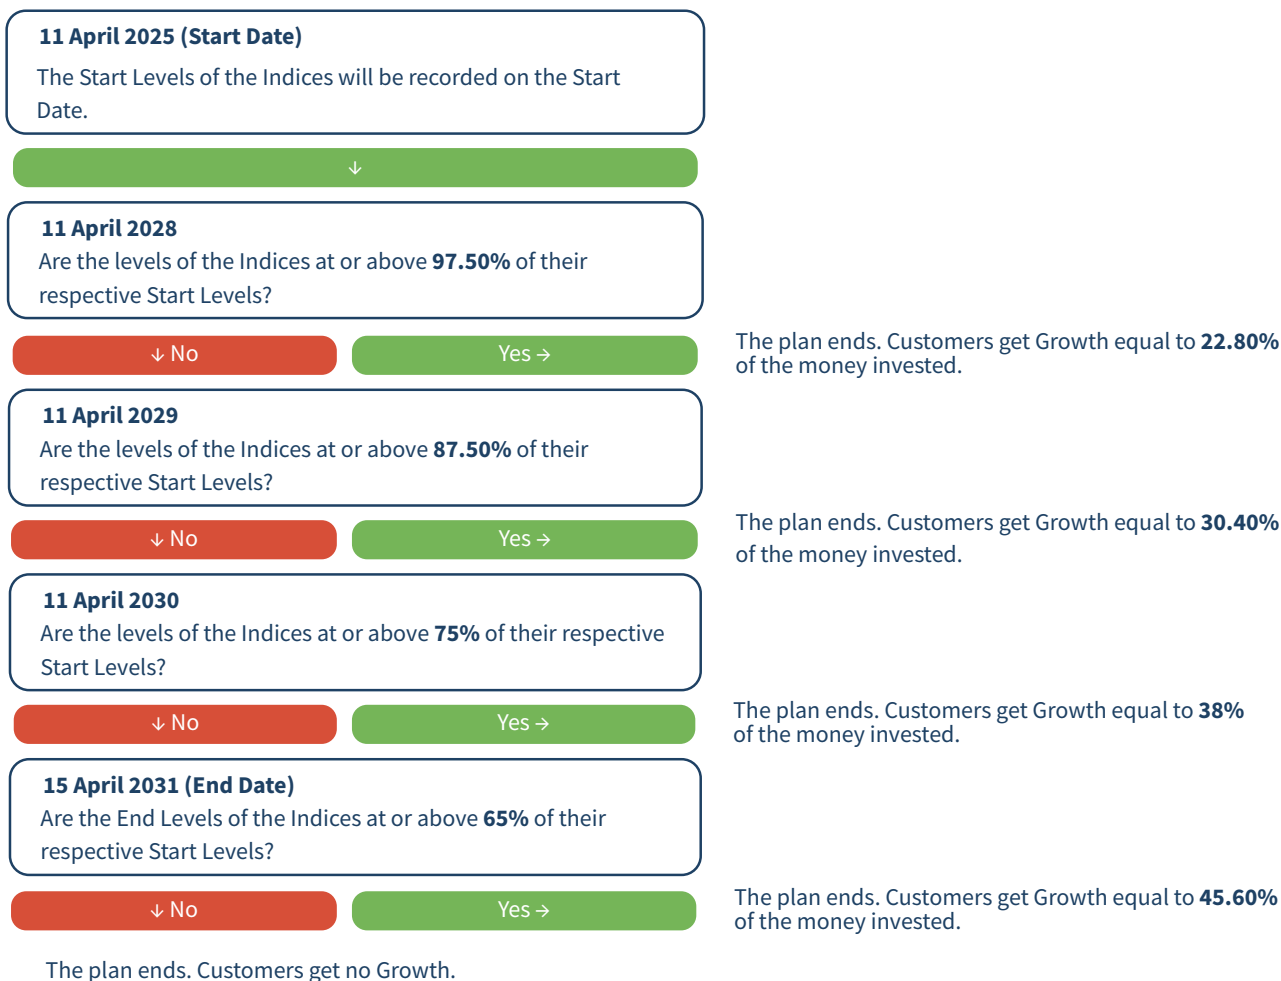 11 April 2025 (Start Date)
The Start Levels of the Indices will be recorded on the Start
Date.
↓
11 April 2028
Are the levels of the Indices at or above 97.50% of their
respective Start Levels?
↓ No
Yes →
The plan ends. Customers get Growth equal to 22.80%
of the money invested.
11 April 2029
Are the levels of the Indices at or above 87.50% of their
respective Start Levels?
↓ No
Yes →
The plan ends. Customers get Growth equal to 30.40%
of the money invested.
11 April 2030
Are the levels of the Indices at or above 75% of their respective
Start Levels?
↓ No
Yes →
The plan ends. Customers get Growth equal to 38%
of the money invested.
15 April 2031 (End Date)
Are the End Levels of the Indices at or above 65% of their
respective Start Levels?
↓ No
Yes →
The plan ends. Customers get Growth equal to 45.60%
of the money invested.
The plan ends. Customers get no Growth.